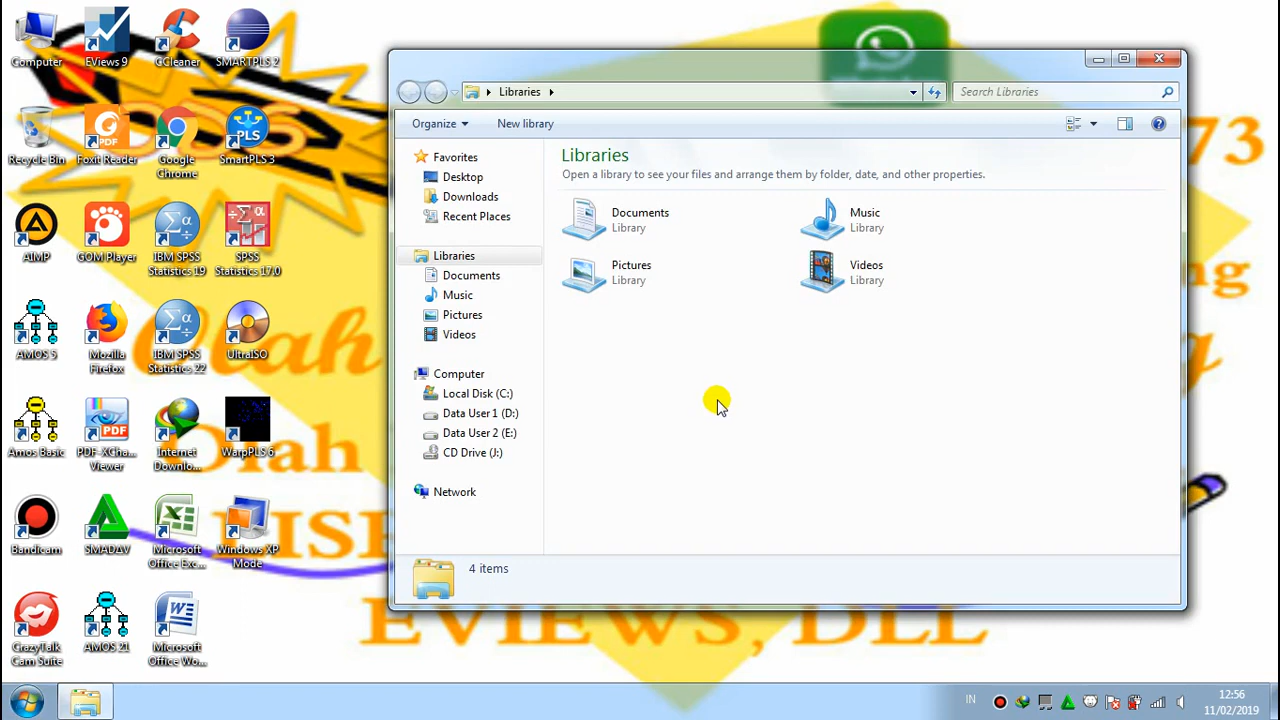 Computer
EViews 9
CCleaner
SMARTPLS 2
Recycle Bin
Foxit Reader
Google
Chrome
SmartPLS 3
AIMP
GOM Player
IBM SPSS
Statistics 19
SPSS
Statistics 17.0
AMOS 5
Mozilla
Firefox
IBM SPSS
Statistics 22
UltraISO
Amos Basic
PDF-XCha...
Viewer
Internet
Downlo...
WarpPLS 6
Bandicam
SMADAV
Microsoft
Office Exc...
Windows XP
Mode
CrazyTalk
Cam Suite
AMOS 21
Microsoft
Office Wo...
PDF
PLS
PDF
73
Olah
Olah
EVIEWS, DLL
Libraries
Search Libraries
Organize
New library
Favorites
Desktop
Downloads
Recent Places
Libraries
Documents
Music
Pictures
Videos
Computer
Local Disk (C:)
Data User 1 (D:)
Data User 2 (E:)
CD Drive (J:)
Network
Libraries
Open a library to see your files and arrange them by folder, date, and other properties.
Documents
Library
Music
Library
Pictures
Library
Videos
Library
4 items
IN
12:56
11/02/2019